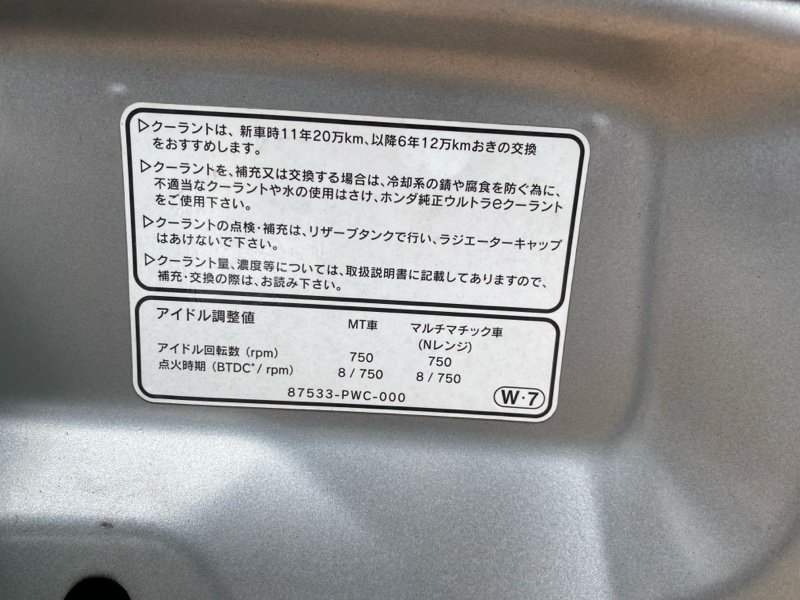 ▷クーラントは、新車時11年20万km、以降6年12万kmおきの交換
をおすすめします。
▷クーラントを、補充又は交換する場合は、冷却系の錆や腐食を防ぐ為に、
不適当なクーラントや水の使用はさけ、ホンダ純正ウルトラeクーラント
をご使用下さい。
▷クーラントの点検・補充は、リザーブタンクで行い、ラジエーターキャップ
はあけないで下さい。
▷クーラント量、濃度等については、取扱説明書に記載してありますので、
補充・交換の際は、お読み下さい。
アイドル調整値 MT車 マルチマチック車
(Nレンジ)
アイドル回転数(rpm) 750 750
点火時期(BTDC°/rpm) 8/750 8/750
87533-PWC-000 W・7